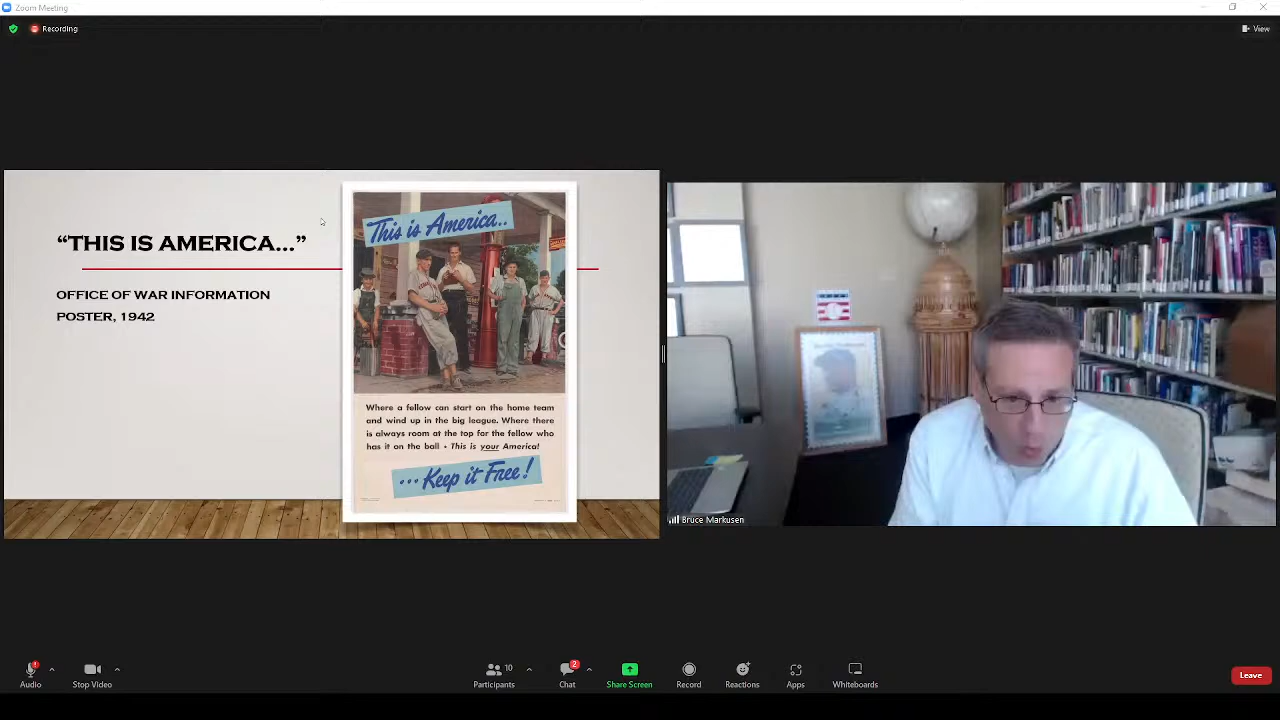 Zoom Meeting
Recording
View
“THIS IS AMERICA...”
OFFICE OF WAR INFORMATION
POSTER, 1942
This is America..
Where a fellow can start on the home team
and wind up in the big league. Where there
is always room at the top for the fellow who
has it on the ball • This is your America!
...Keep it Free!
Bruce Markusen
Audio
Stop Video
Participants
10
Chat
2
Share Screen
Record
Reactions
Apps
Whiteboards
Leave